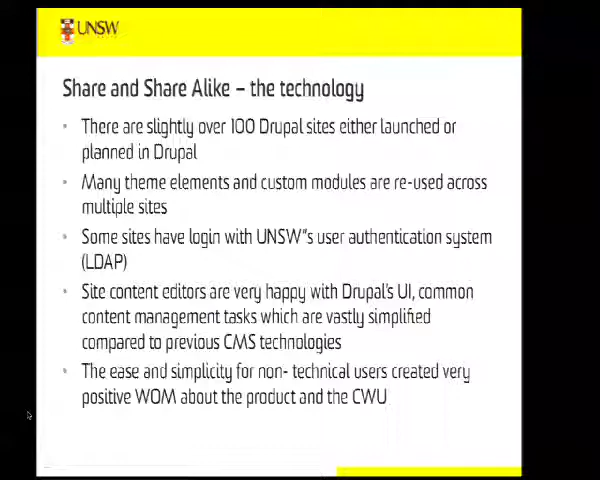 UNSW
Share and Share Alike – the technology
• There are slightly over 100 Drupal sites either launched or
planned in Drupal
• Many theme elements and custom modules are re-used across
multiple sites
• Some sites have login with UNSW"s user authentication system
(LDAP)
• Site content editors are very happy with Drupal's UI, common
content management tasks which are vastly simplified
compared to previous CMS technologies
• The ease and simplicity for non- technical users created very
positive WOM about the product and the CWU